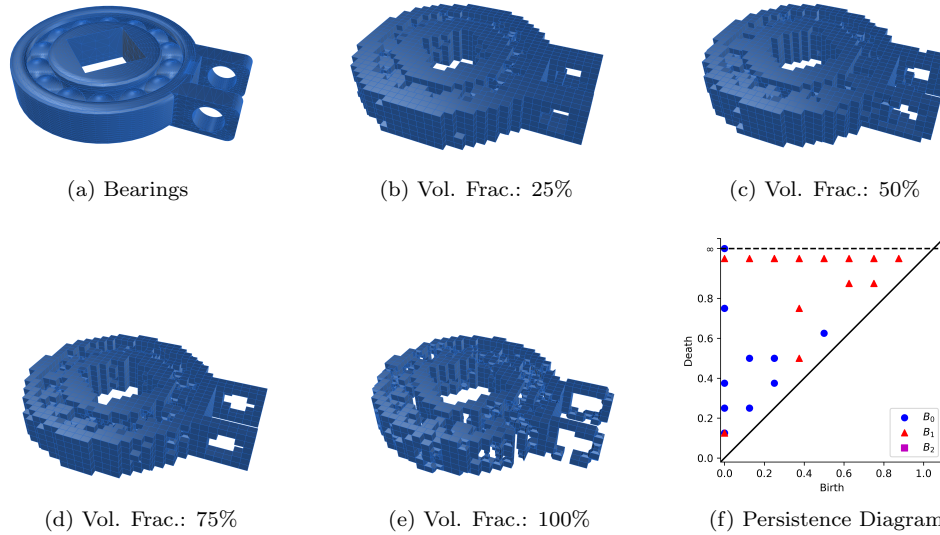 (a) Bearings
(b) Vol. Frac.: 25%
(c) Vol. Frac.: 50%
∞
0.8
0.6
0.4
0.2
0.0
Death
0.0 0.2 0.4 0.6 0.8 1.0
Birth
B₀
B₁
B₂
(d) Vol. Frac.: 75%
(e) Vol. Frac.: 100%
(f) Persistence Diagram